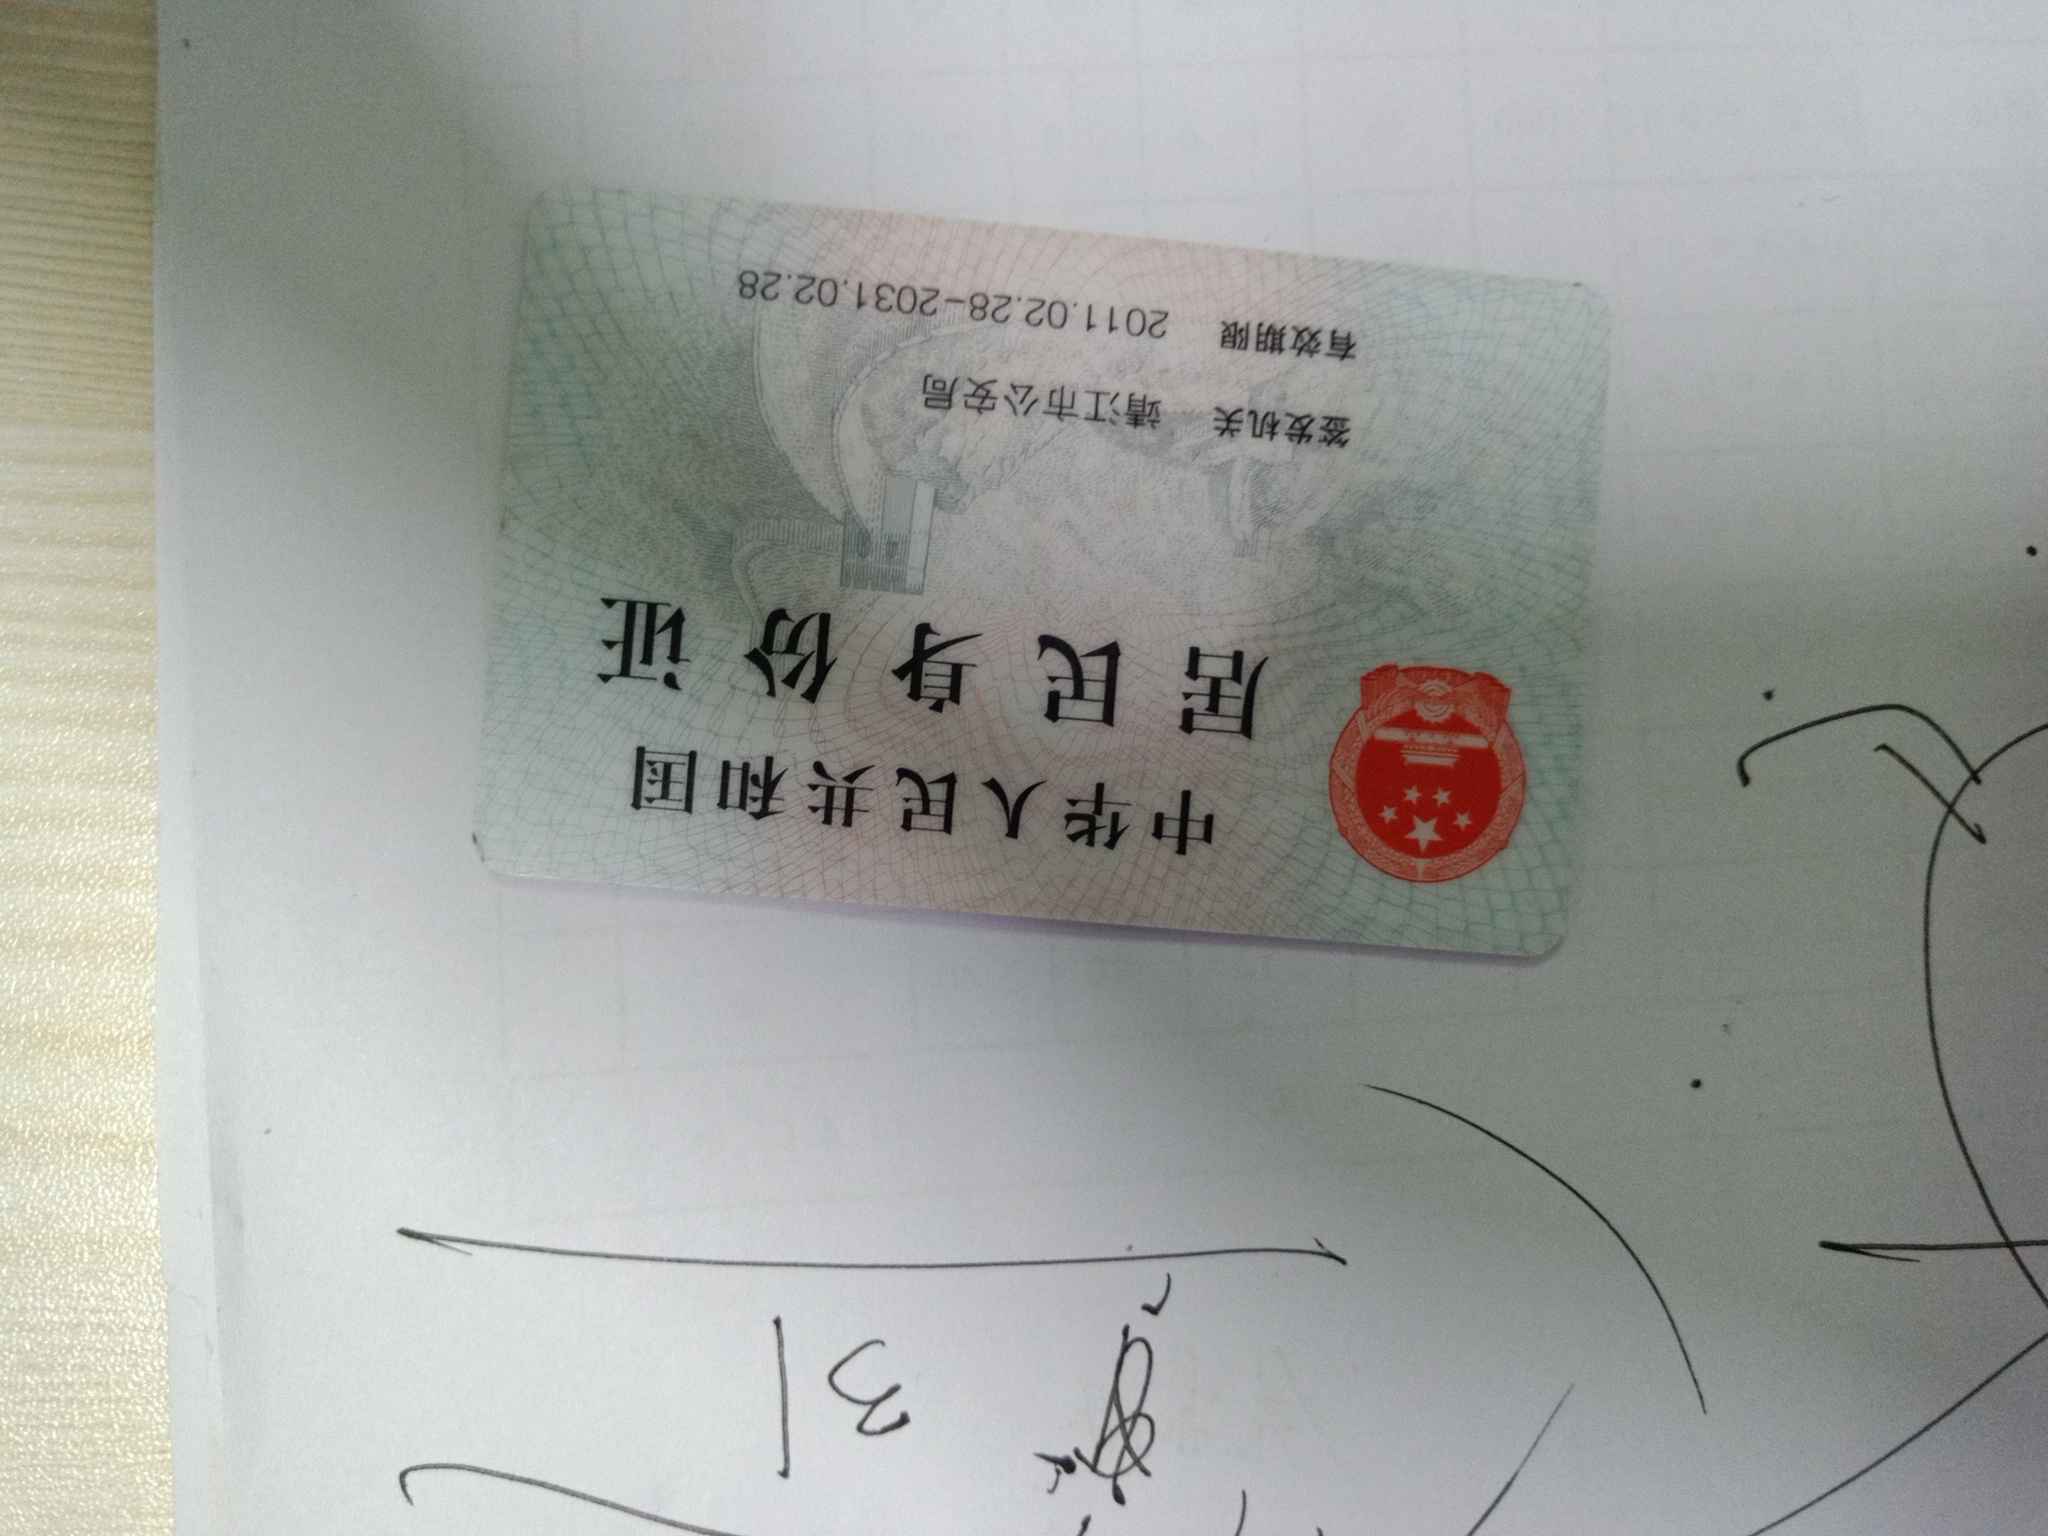 中华人民共和国
居民身份证
签发机关 靖江市公安局
有效期限 2011.02.28-2031.02.28
31